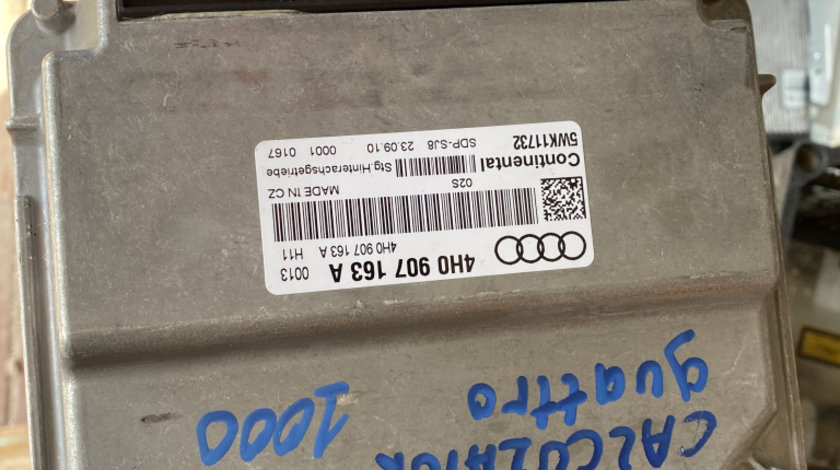 CALCULATOR
quattro
1000
4H0 907 163 A
0013
4H0 907 163 A
H11
02S
MADE IN CZ
Continental
Stg.Hinterachsgetriebe
5WK11732
SDP-SJ8 23.09.10 0001 0167